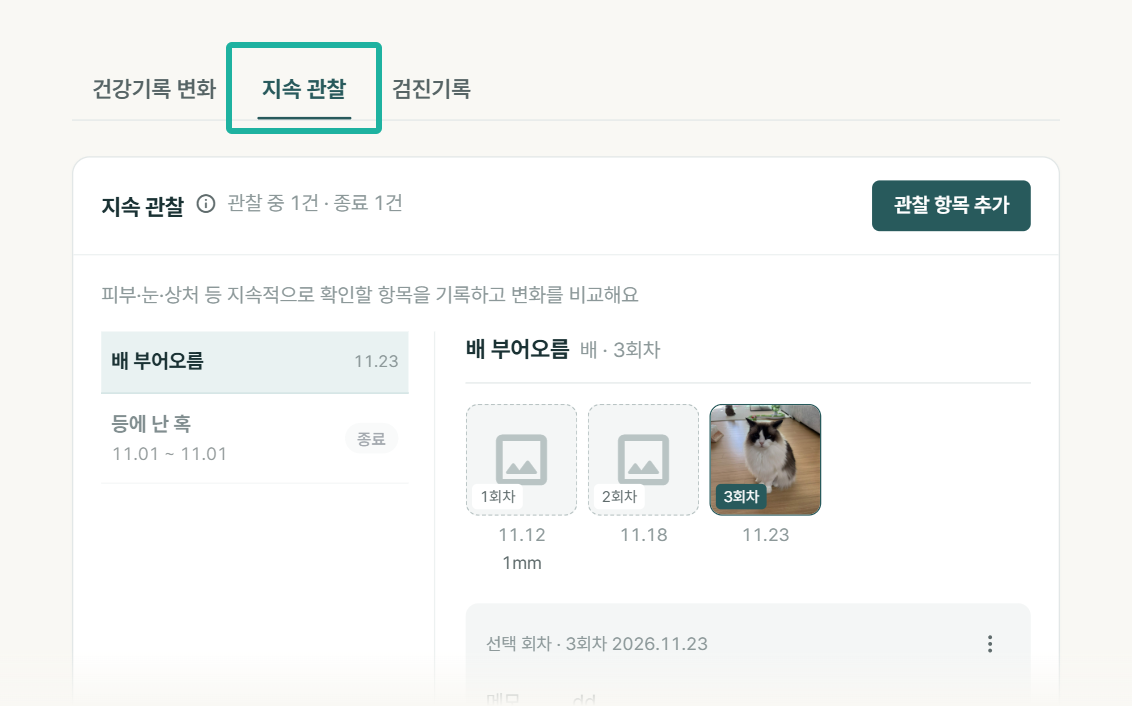 건강기록 변화 지속 관찰 검진기록
지속 관찰 관찰 중 1건 · 종료 1건 관찰 항목 추가
피부·눈·상처 등 지속적으로 확인할 항목을 기록하고 변화를 비교해요
배 부어오름 11.23
등에 난 혹
11.01 ~ 11.01
종료
배 부어오름 배 · 3회차
1회차 2회차 3회차
11.12 11.18 11.23
1mm
선택 회차 · 3회차 2026.11.23
메모 dd